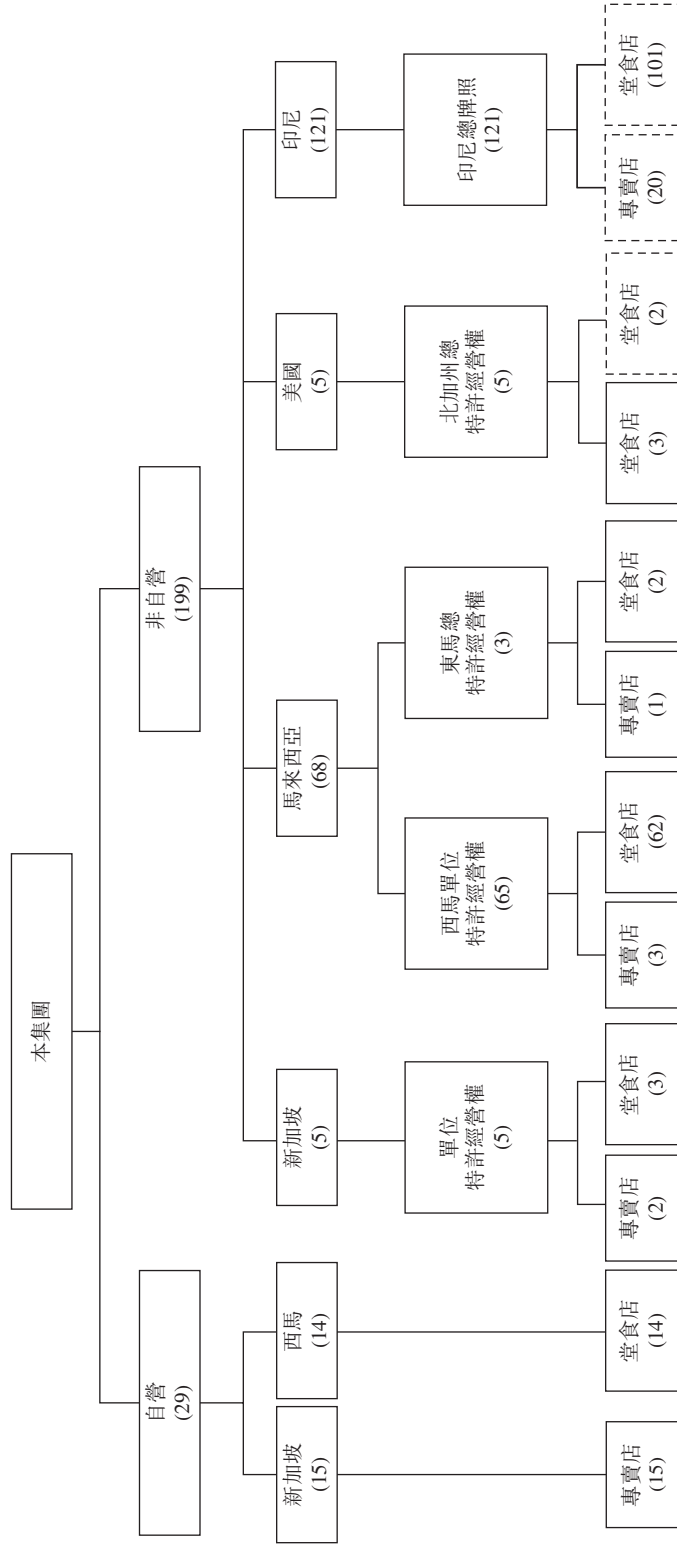 本集團
自營
(29)
非自營
(199)
新加坡
(15)
西馬
(14)
新加坡
(5)
馬來西亞
(68)
美國
(5)
印尼
(121)
單位
特許經營權
(5)
西馬單位
特許經營權
(65)
東馬總
特許經營權
(3)
北加州總
特許經營權
(5)
印尼總牌照
(121)
專賣店
(15)
堂食店
(14)
專賣店
(2)
堂食店
(3)
專賣店
(3)
堂食店
(62)
專賣店
(1)
堂食店
(2)
堂食店
(3)
堂食店
(2)
專賣店
(20)
堂食店
(101)